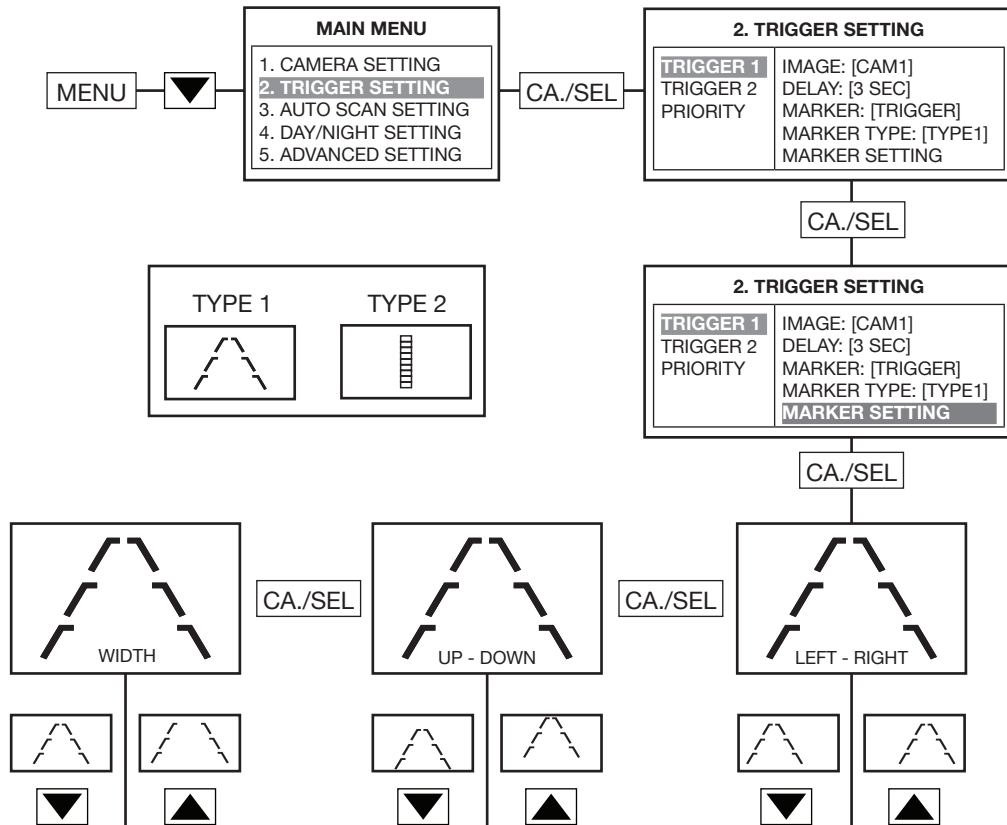 MENU
MAIN MENU
1. CAMERA SETTING
2. TRIGGER SETTING
3. AUTO SCAN SETTING
4. DAY/NIGHT SETTING
5. ADVANCED SETTING
CA./SEL
2. TRIGGER SETTING
TRIGGER 1
TRIGGER 2
PRIORITY
IMAGE: [CAM1]
DELAY: [3 SEC]
MARKER: [TRIGGER]
MARKER TYPE: [TYPE1]
MARKER SETTING
CA./SEL
TYPE 1
TYPE 2
2. TRIGGER SETTING
TRIGGER 1
TRIGGER 2
PRIORITY
IMAGE: [CAM1]
DELAY: [3 SEC]
MARKER: [TRIGGER]
MARKER TYPE: [TYPE1]
MARKER SETTING
CA./SEL
WIDTH
CA./SEL
UP - DOWN
CA./SEL
LEFT - RIGHT